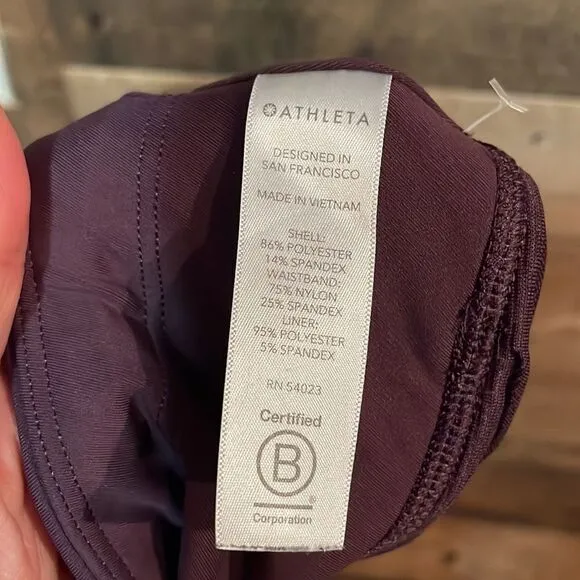 ATHLETA
DESIGNED IN
SAN FRANCISCO
MADE IN VIETNAM
SHELL:
86% POLYESTER
14% SPANDEX
WAISTBAND:
75% NYLON
25% SPANDEX
LINER:
95% POLYESTER
5% SPANDEX
RN 54023
Certified
B
®
Corporation